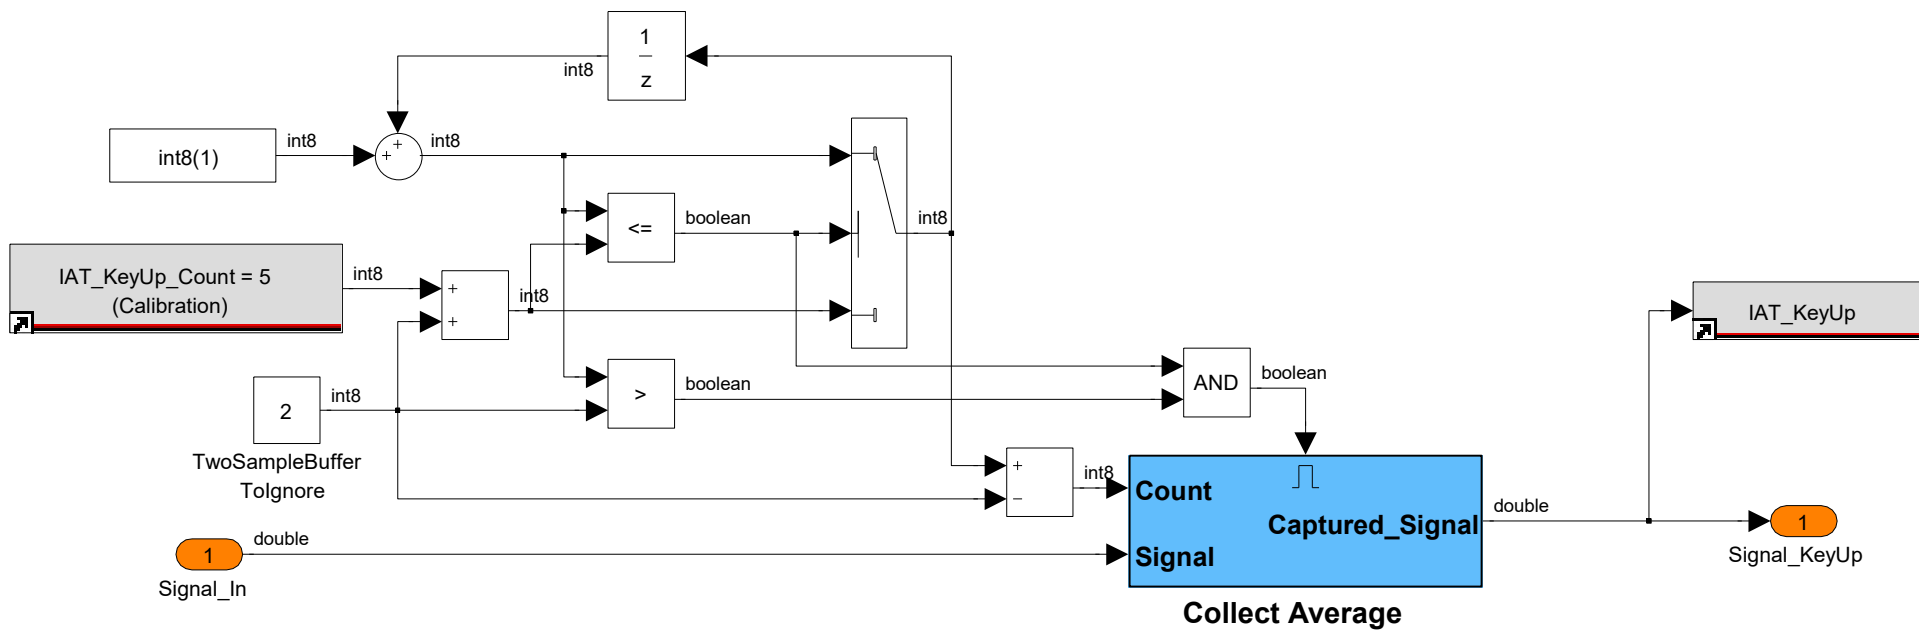 1
z
int8
int8(1)
int8
+
+
int8
<=
boolean
int8
IAT_KeyUp_Count = 5
(Calibration)
int8
+
+
int8
IAT_KeyUp
2
int8
>
boolean
AND
boolean
TwoSampleBuffer
ToIgnore
+
−
int8
Count
Captured_Signal
double
1
Signal_KeyUp
1
double
Signal_In
Signal
Collect Average